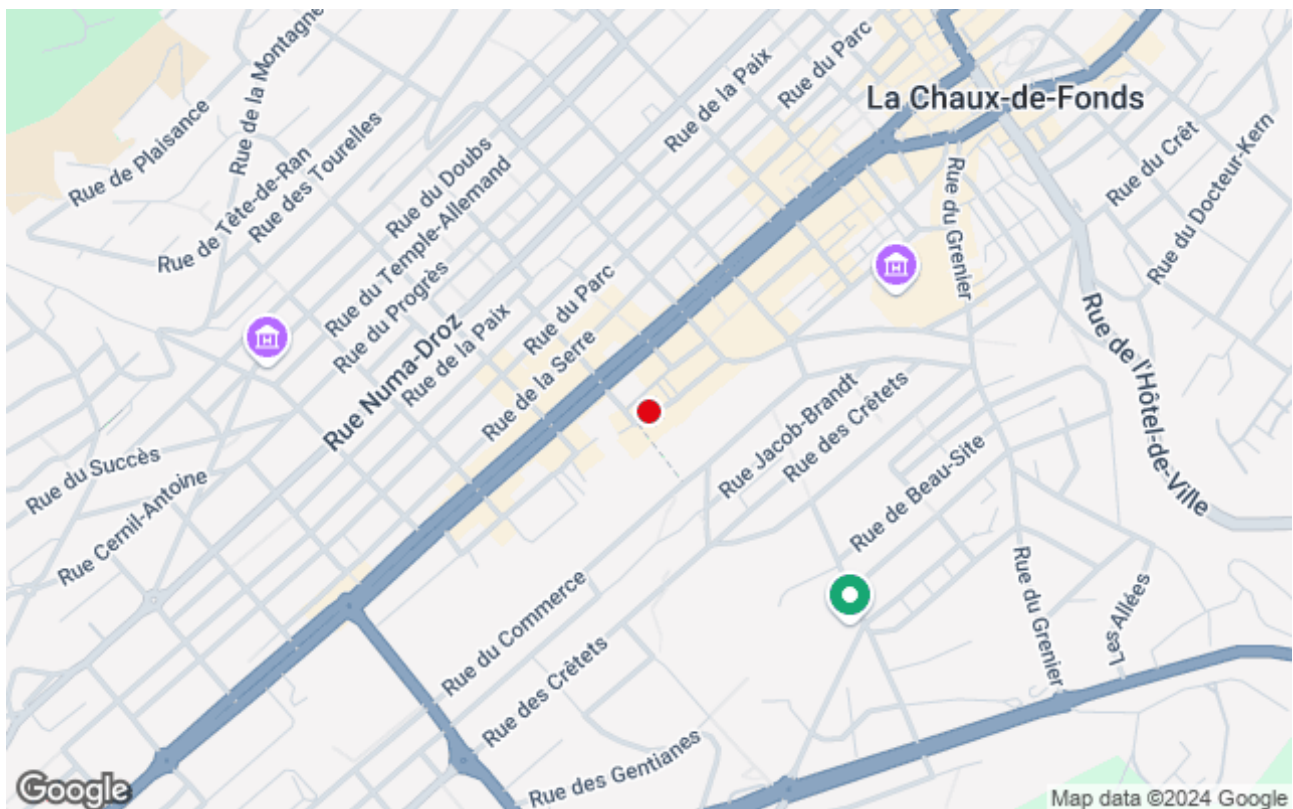 Rue de la Montagne
Rue de Plaisance
Rue de Tête-de-Ran
Rue des Tourelles
Rue du Doubs
Rue du Temple-Allemand
Rue du Progrès
Rue Numa-Droz
Rue de la Paix
Rue de la Paix
Rue du Parc
Rue du Parc
Rue de la Serre
La Chaux-de-Fonds
Rue du Grenier
Rue du Crêt
Rue du Docteur-Kern
Rue de l'Hôtel-de-Ville
Rue du Succès
Rue Cernil-Antoine
Rue Jacob-Brandt
Rue des Crêtets
Rue de Beau-Site
Rue du Commerce
Rue des Crêtets
Rue du Grenier
Les Allées
Rue des Gentianes
Google
Map data ©2024 Google